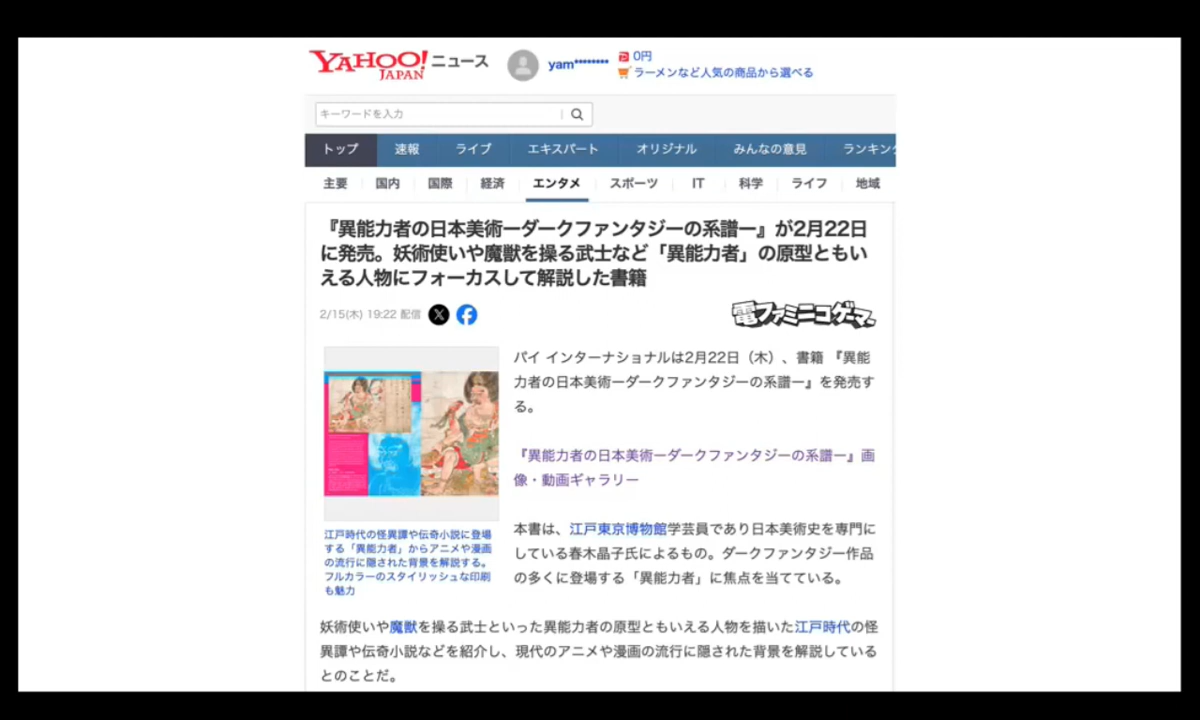 YAHOO! JAPAN ニュース
yam********
0円
ラーメンなど人気の商品から選べる
キーワードを入力
トップ 速報 ライブ エキスパート オリジナル みんなの意見 ランキング
主要 国内 国際 経済 エンタメ スポーツ IT 科学 ライフ 地域
『異能力者の日本美術ーダークファンタジーの系譜ー』が2月22日
に発売。妖術使いや魔獣を操る武士など「異能力者」の原型ともい
える人物にフォーカスして解説した書籍
2/15(木) 19:22 配信
電ファミニコゲーマー
パイ インターナショナルは2月22日（木）、書籍 『異能
力者の日本美術ーダークファンタジーの系譜ー』を発売す
る。
『異能力者の日本美術ーダークファンタジーの系譜ー』画
像・動画ギャラリー
江戸時代の怪異譚や伝奇小説に登場
する「異能力者」からアニメや漫画
の流行に隠された背景を解説する。
フルカラーのスタイリッシュな印刷
も魅力
本書は、江戸東京博物館学芸員であり日本美術史を専門に
している春木晶子氏によるもの。ダークファンタジー作品
の多くに登場する「異能力者」に焦点を当てている。
妖術使いや魔獣を操る武士といった異能力者の原型ともいえる人物を描いた江戸時代の怪
異譚や伝奇小説などを紹介し、現代のアニメや漫画の流行に隠された背景を解説している
とのことだ。